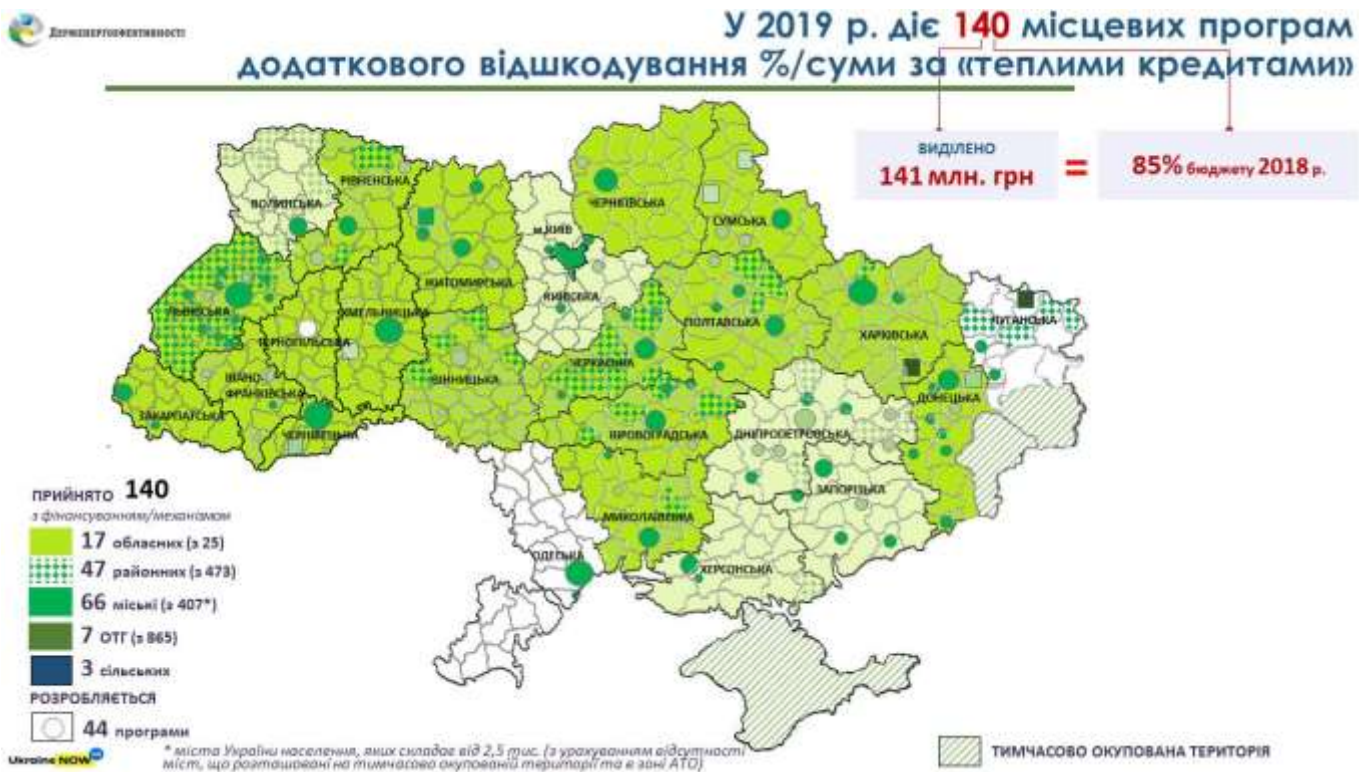 ДЕРЖЕНЕРГОЕФЕКТИВНОСТІ
У 2019 р. діє 140 місцевих програм
додаткового відшкодування %/суми за «теплими кредитами»
ВИДІЛЕНО
141 млн. грн
=
85% бюджету 2018 р.
ВОЛИНСЬКА
РІВНЕНСЬКА
ЖИТОМИРСЬКА
м.КИЇВ
КИЇВСЬКА
ЧЕРНІГІВСЬКА
СУМСЬКА
ЛЬВІВСЬКА
ТЕРНОПІЛЬСЬКА
ХМЕЛЬНИЦЬКА
ВІННИЦЬКА
ЧЕРКАСЬКА
ПОЛТАВСЬКА
ХАРКІВСЬКА
ЛУГАНСЬКА
ІВАНО-
ФРАНКІВСЬКА
ЗАКАРПАТСЬКА
ЧЕРНІВЕЦЬКА
КІРОВОГРАДСЬКА
ДНІПРОПЕТРОВСЬКА
ДОНЕЦЬКА
ЗАПОРІЗЬКА
МИКОЛАЇВСЬКА
ОДЕСЬКА
ХЕРСОНСЬКА
ПРИЙНЯТО 140
з фінансуванням/механізмом
17 обласних (з 25)
47 районних (з 473)
66 міські (з 407*)
7 ОТГ (з 865)
3 сільських
РОЗРОБЛЯЄТЬСЯ
44 програми
Ukraine NOW
* міста України населення, яких складає від 2,5 тис. (з урахуванням відсутності
міст, що розташовані на тимчасово окупованій території та в зоні АТО)
ТИМЧАСОВО ОКУПОВАНА ТЕРИТОРІЯ